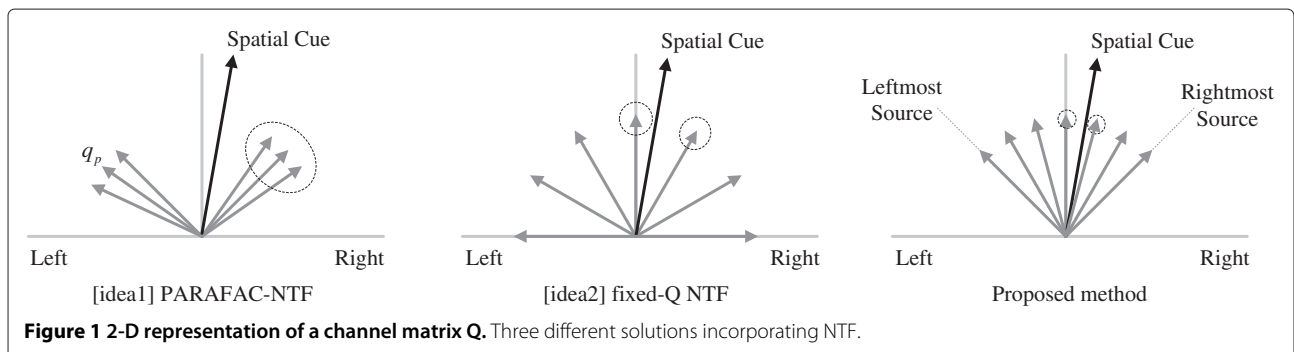 Spatial Cue
q_p
Left
Right
[idea1] PARAFAC-NTF
Spatial Cue
Left
Right
[idea2] fixed-Q NTF
Spatial Cue
Leftmost
Source
Rightmost
Source
Left
Right
Proposed method
Figure 1 2-D representation of a channel matrix Q. Three different solutions incorporating NTF.